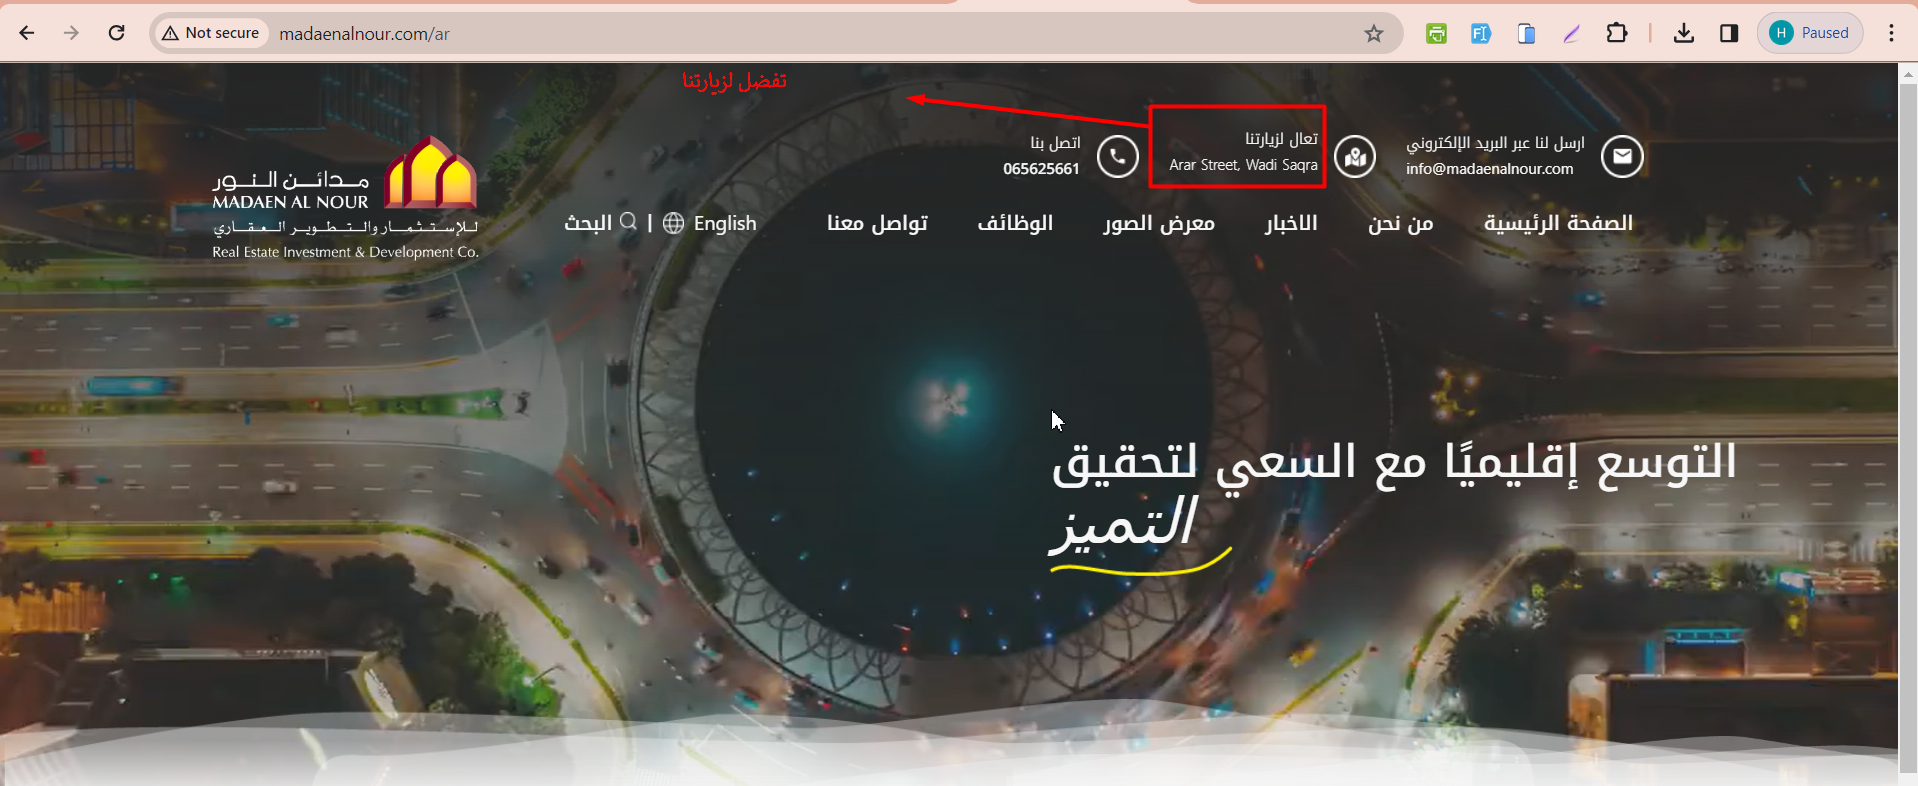 Not secure
madaenalnour.com/ar
H
Paused
تفضل لزيارتنا
ارسل لنا عبر البريد الإلكتروني
info@madaenalnour.com
تعال لزيارتنا
Arar Street, Wadi Saqra
اتصل بنا
065625661
مدائن النور
MADAEN AL NOUR
للإستثمار والتطوير العقاري
Real Estate Investment & Development Co.
الصفحة الرئيسية
من نحن
الاخبار
معرض الصور
الوظائف
تواصل معنا
English
|
البحث
التوسع إقليميًا مع السعي لتحقيق
التميز